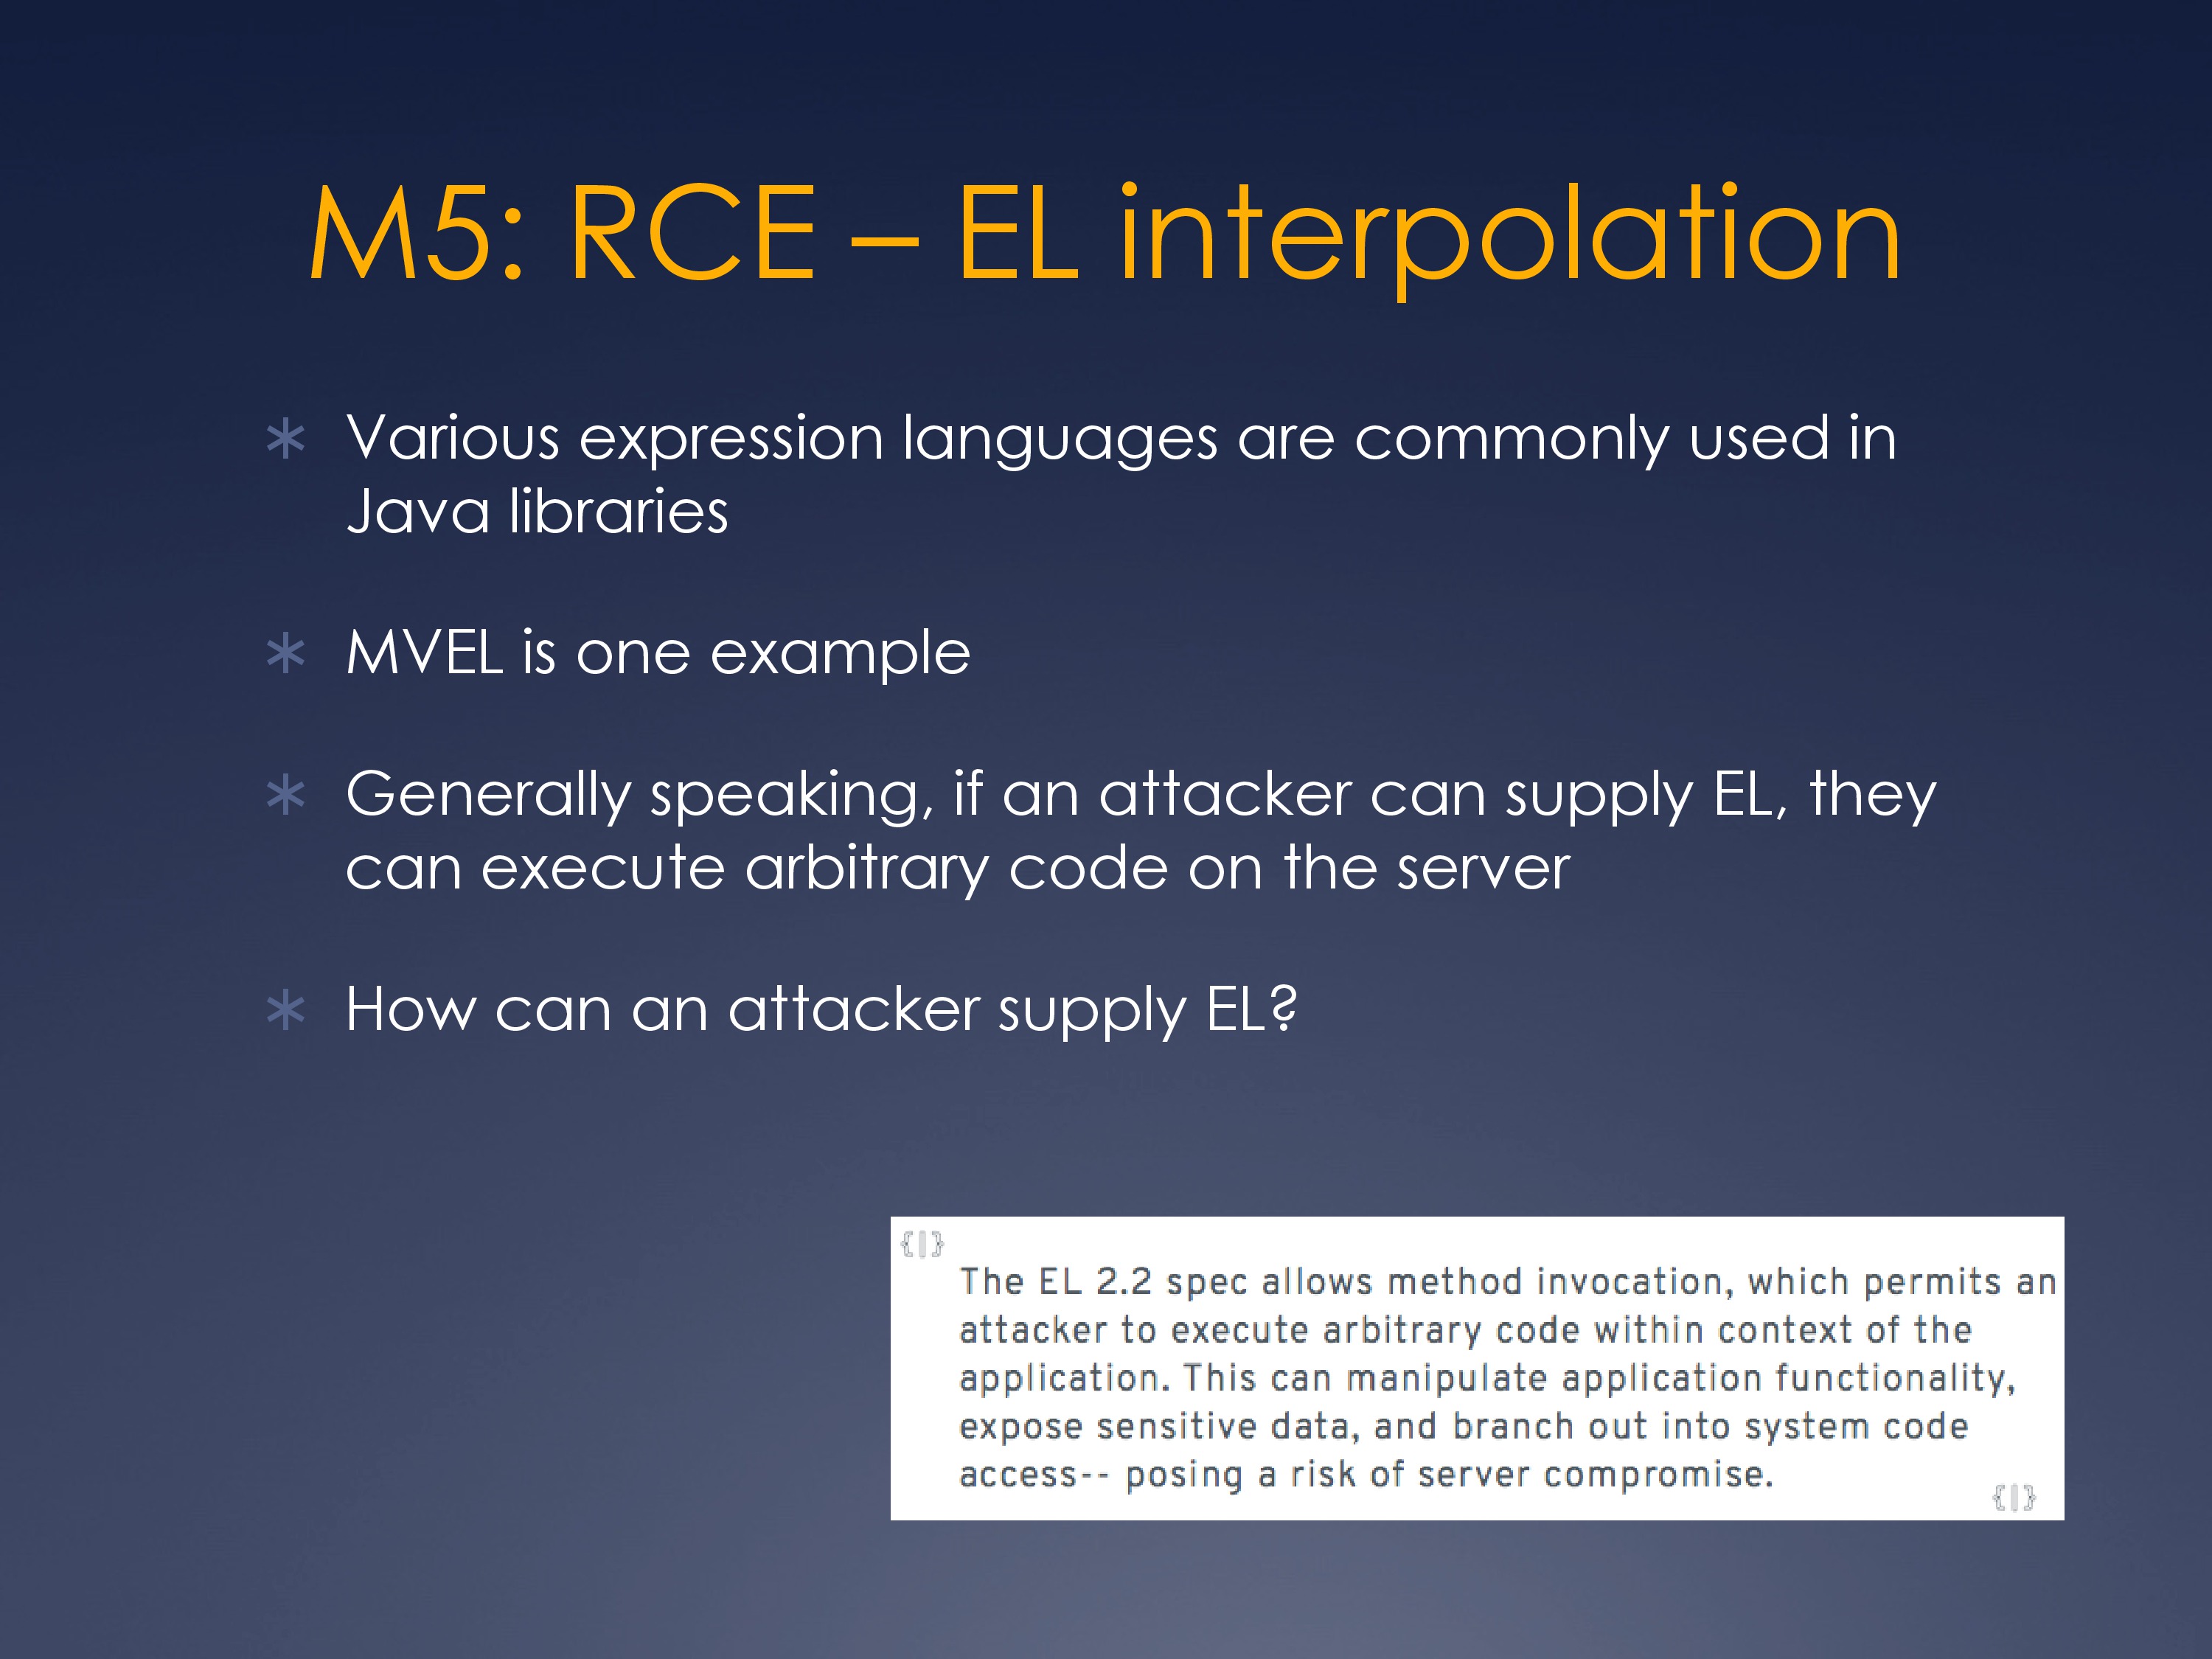 M5: RCE – EL interpolation
* Various expression languages are commonly used in
Java libraries
* MVEL is one example
* Generally speaking, if an attacker can supply EL, they
can execute arbitrary code on the server
* How can an attacker supply EL?
{|}
The EL 2.2 spec allows method invocation, which permits an
attacker to execute arbitrary code within context of the
application. This can manipulate application functionality,
expose sensitive data, and branch out into system code
access-- posing a risk of server compromise.
{|}